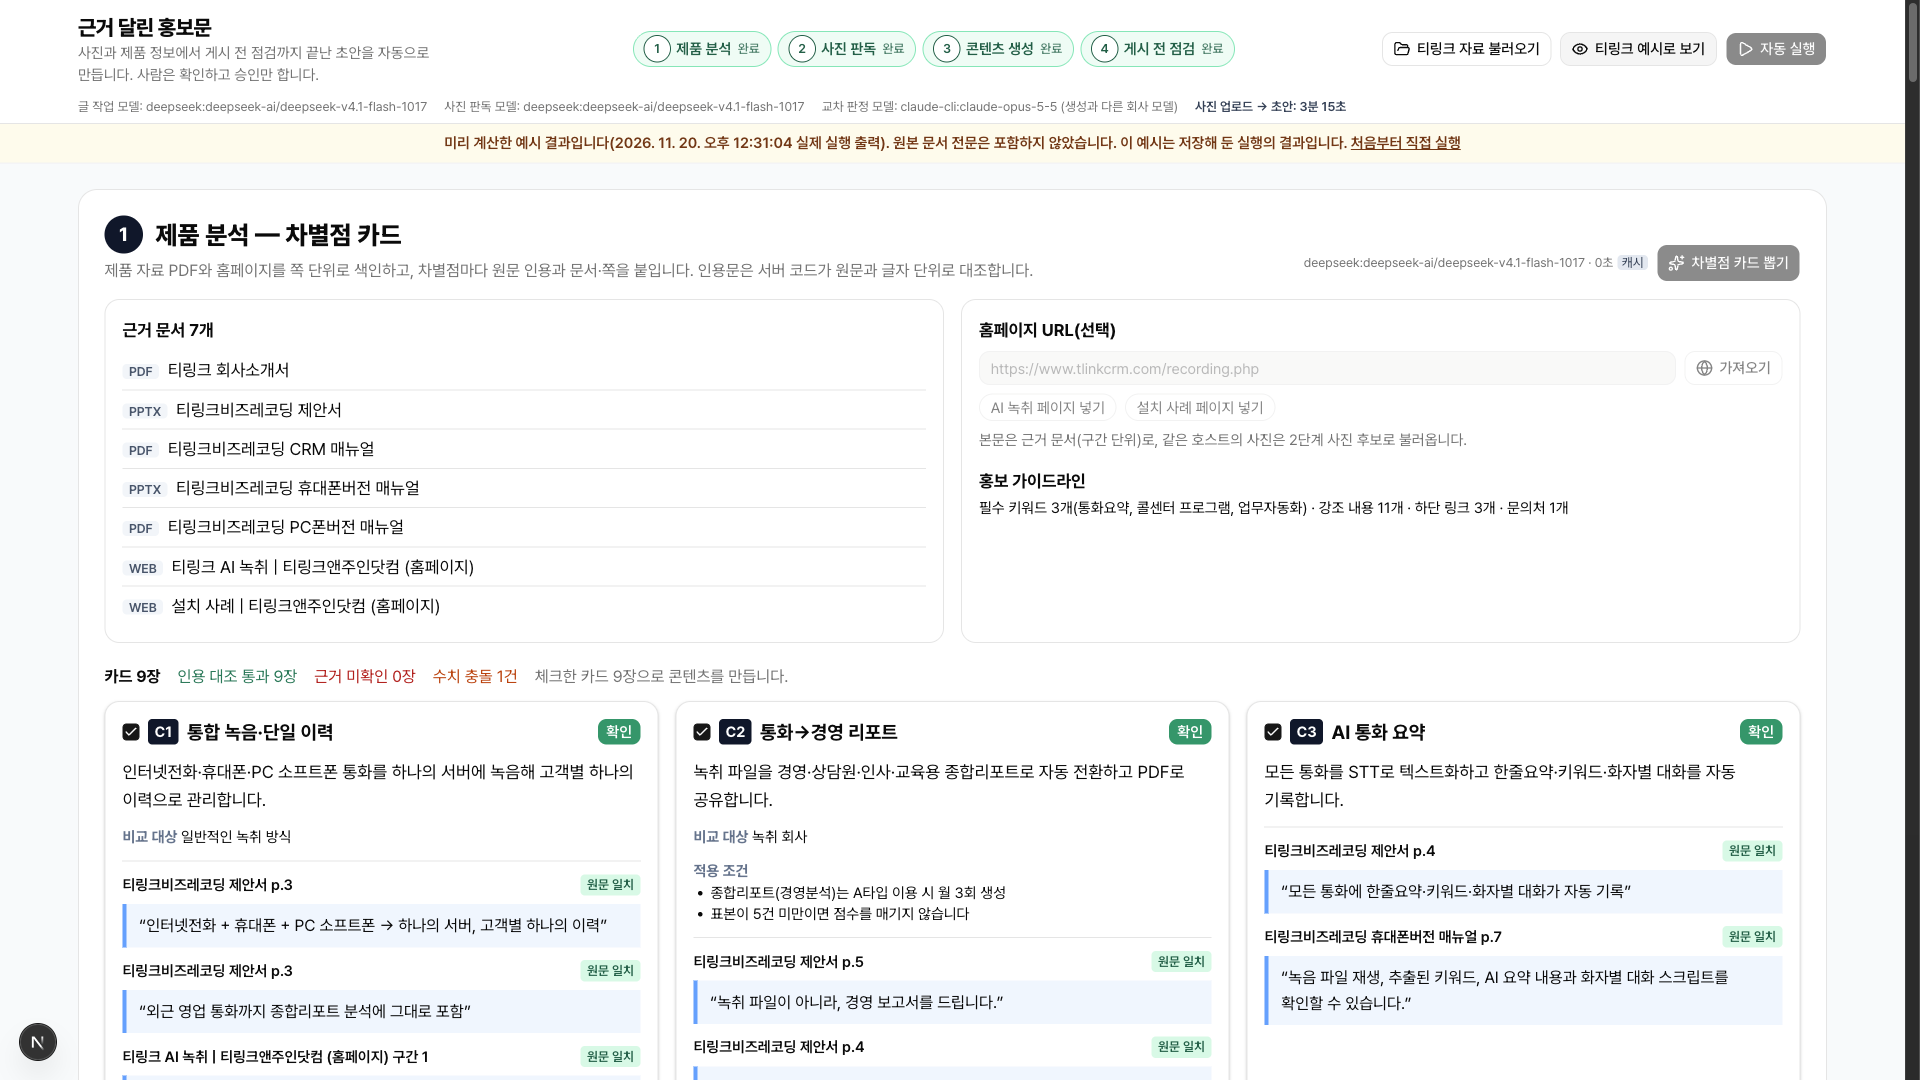 근거 달린 홍보문
사진과 제품 정보에서 게시 전 점검까지 끝난 초안을 자동으로
만듭니다. 사람은 확인하고 승인만 합니다.
1 제품 분석 완료
2 사진 판독 완료
3 콘텐츠 생성 완료
4 게시 전 점검 완료
티링크 자료 불러오기
티링크 예시로 보기
자동 실행
글 작업 모델: deepseek:deepseek-ai/deepseek-v4.1-flash-1017 사진 판독 모델: deepseek:deepseek-ai/deepseek-v4.1-flash-1017 교차 판정 모델: claude-cli:claude-opus-5-5 (생성과 다른 회사 모델) 사진 업로드 → 초안: 3분 15초
미리 계산한 예시 결과입니다(2026. 11. 20. 오후 12:31:04 실제 실행 출력). 원본 문서 전문은 포함하지 않았습니다. 이 예시는 저장해 둔 실행의 결과입니다. 처음부터 직접 실행
1 제품 분석 — 차별점 카드
제품 자료 PDF와 홈페이지를 쪽 단위로 색인하고, 차별점마다 원문 인용과 문서·쪽을 붙입니다. 인용문은 서버 코드가 원문과 글자 단위로 대조합니다.
deepseek:deepseek-ai/deepseek-v4.1-flash-1017 · 0초 캐시
차별점 카드 뽑기
근거 문서 7개
PDF 티링크 회사소개서
PPTX 티링크비즈레코딩 제안서
PDF 티링크비즈레코딩 CRM 매뉴얼
PPTX 티링크비즈레코딩 휴대폰버전 매뉴얼
PDF 티링크비즈레코딩 PC폰버전 매뉴얼
WEB 티링크 AI 녹취 | 티링크앤주인닷컴 (홈페이지)
WEB 설치 사례 | 티링크앤주인닷컴 (홈페이지)
홈페이지 URL(선택)
https://www.tlinkcrm.com/recording.php
가져오기
AI 녹취 페이지 넣기
설치 사례 페이지 넣기
본문은 근거 문서(구간 단위)로, 같은 호스트의 사진은 2단계 사진 후보로 불러옵니다.
홍보 가이드라인
필수 키워드 3개(통화요약, 콜센터 프로그램, 업무자동화) · 강조 내용 11개 · 하단 링크 3개 · 문의처 1개
카드 9장 인용 대조 통과 9장 근거 미확인 0장 수치 충돌 1건 체크한 카드 9장으로 콘텐츠를 만듭니다.
C1 통합 녹음·단일 이력 확인
인터넷전화·휴대폰·PC 소프트폰 통화를 하나의 서버에 녹음해 고객별 하나의
이력으로 관리합니다.
비교 대상 일반적인 녹취 방식
티링크비즈레코딩 제안서 p.3 원문 일치
“인터넷전화 + 휴대폰 + PC 소프트폰 → 하나의 서버, 고객별 하나의 이력”
티링크비즈레코딩 제안서 p.3 원문 일치
“외근 영업 통화까지 종합리포트 분석에 그대로 포함”
티링크 AI 녹취 | 티링크앤주인닷컴 (홈페이지) 구간 1 원문 일치
C2 통화→경영 리포트 확인
녹취 파일을 경영·상담원·인사·교육용 종합리포트로 자동 전환하고 PDF로
공유합니다.
비교 대상 녹취 회사
적용 조건
• 종합리포트(경영분석)는 A타입 이용 시 월 3회 생성
• 표본이 5건 미만이면 점수를 매기지 않습니다
티링크비즈레코딩 제안서 p.5 원문 일치
“녹취 파일이 아니라, 경영 보고서를 드립니다.”
티링크비즈레코딩 제안서 p.4 원문 일치
C3 AI 통화 요약 확인
모든 통화를 STT로 텍스트화하고 한줄요약·키워드·화자별 대화를 자동
기록합니다.
티링크비즈레코딩 제안서 p.4 원문 일치
“모든 통화에 한줄요약·키워드·화자별 대화가 자동 기록”
티링크비즈레코딩 휴대폰버전 매뉴얼 p.7 원문 일치
“녹음 파일 재생, 추출된 키워드, AI 요약 내용과 화자별 대화 스크립트를
확인할 수 있습니다.”
N